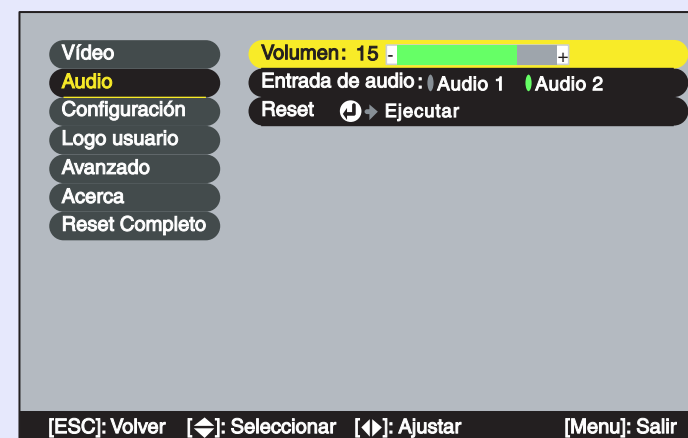 Vídeo
Audio
Configuración
Logo usuario
Avanzado
Acerca
Reset Completo
Volumen: 15 - +
Entrada de audio: Audio 1 Audio 2
Reset Ejecutar
[ESC]: Volver [ ]: Seleccionar [ ]: Ajustar [Menu]: Salir